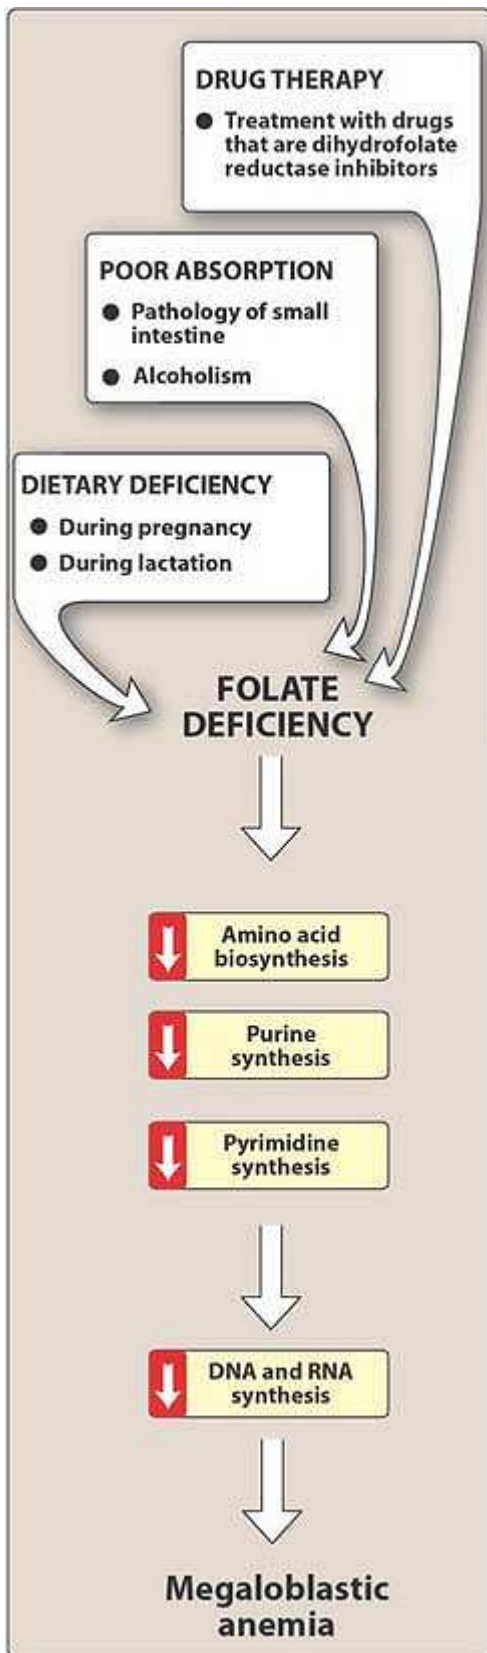 DRUG THERAPY
● Treatment with drugs
that are dihydrofolate
reductase inhibitors
POOR ABSORPTION
● Pathology of small
intestine
● Alcoholism
DIETARY DEFICIENCY
● During pregnancy
● During lactation
FOLATE
DEFICIENCY
Amino acid
biosynthesis
Purine
synthesis
Pyrimidine
synthesis
DNA and RNA
synthesis
Megaloblastic
anemia